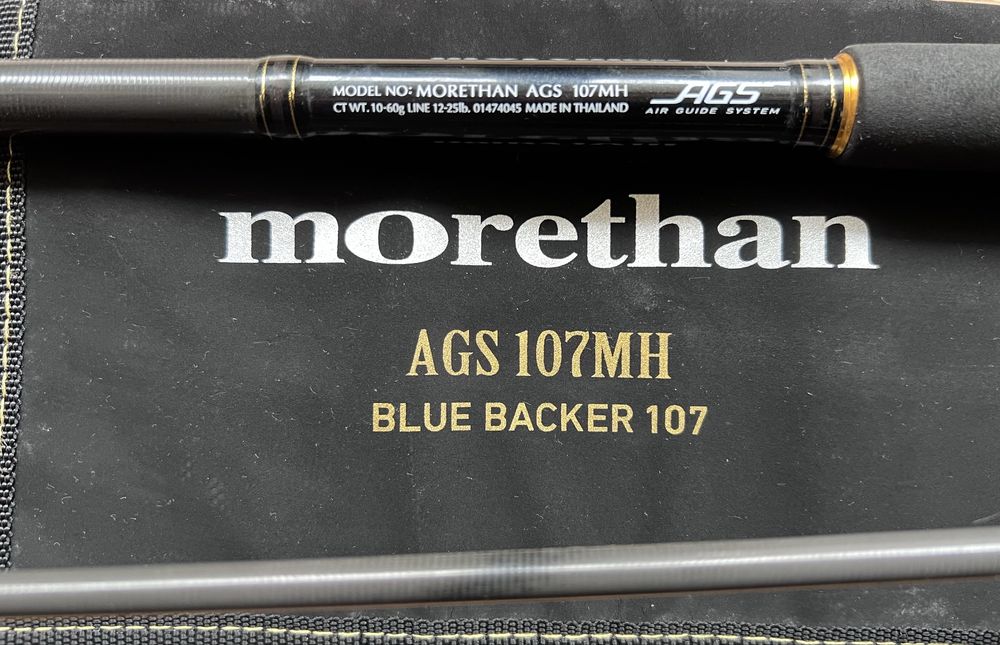 MODEL NO: MORETHAN AGS 107MH
CT WT. 10-60g LINE 12-25lb. 01474045 MADE IN THAILAND
AGS
AIR GUIDE SYSTEM
morethan
AGS 107MH
BLUE BACKER 107